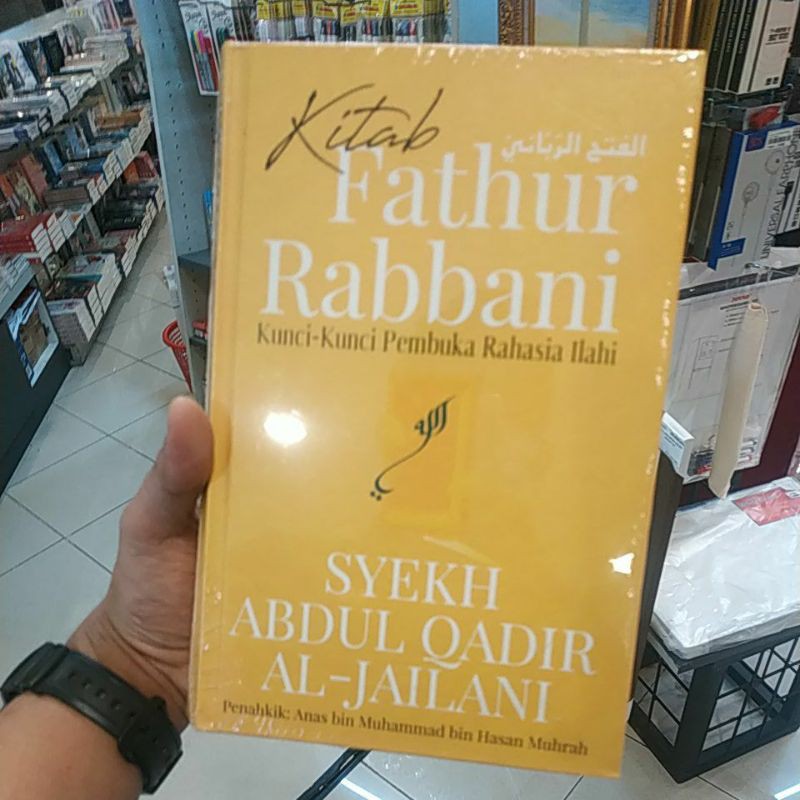 Kitab
الفتح الرباني
Fathur
Rabbani
Kunci-Kunci Pembuka Rahasia Ilahi
SYEKH
ABDUL QADIR
AL-JAILANI
Penahkik: Anas bin Muhammad bin Hasan Muhrah